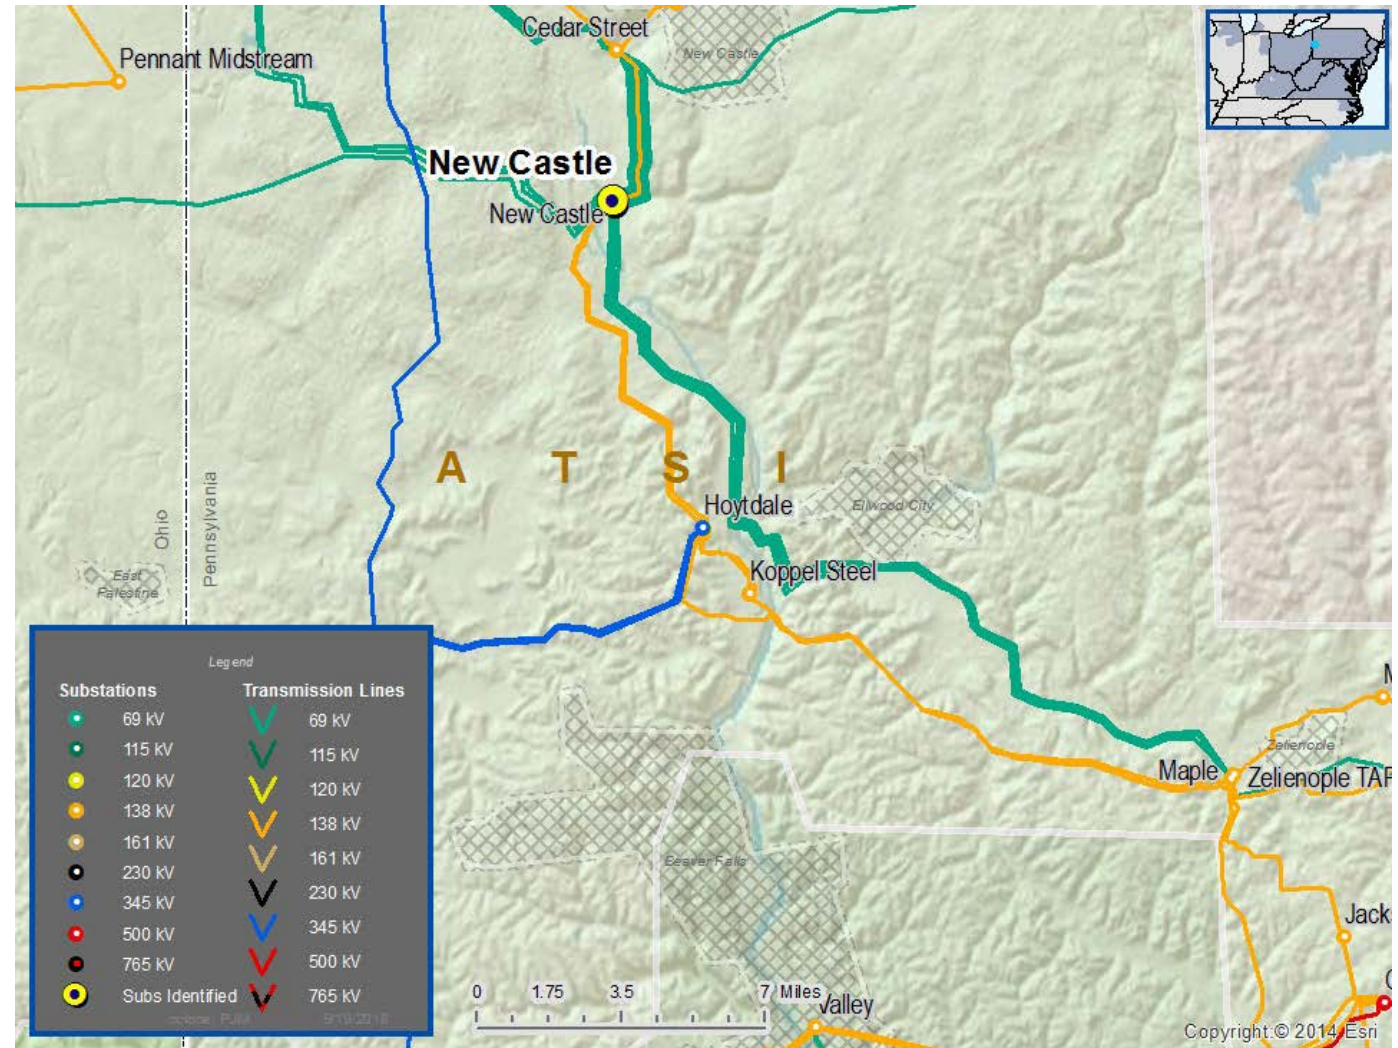 Cedar Street
Pennant Midstream
New Castle
New Castle
New Castle
A T S I
Hoytdale
Ellwood City
Ohio
Pennsylvania
East
Palestine
Koppel Steel
Zelienople
Maple
Zelienople TAP
Beaver Falls
Jack
Valley
Legend
Substations
69 kV
115 kV
120 kV
138 kV
161 kV
230 kV
345 kV
500 kV
765 kV
Subs Identified
Transmission Lines
69 kV
115 kV
120 kV
138 kV
161 kV
230 kV
345 kV
500 kV
765 kV
0 1.75 3.5 7 Miles
Copyright:© 2014 Esri